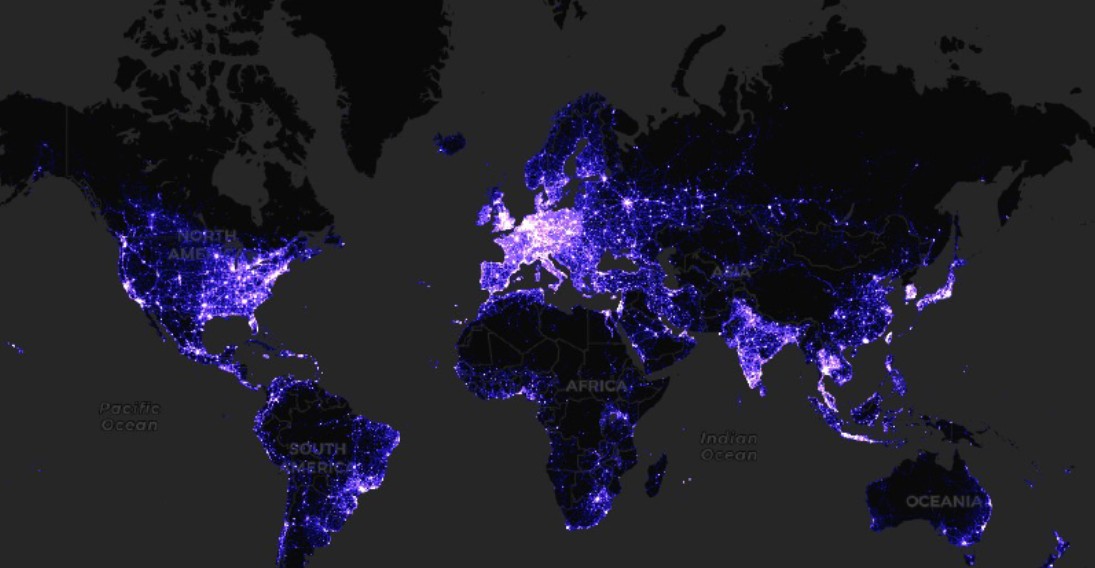 NORTH
AMERICA
ASIA
AFRICA
Pacific
Ocean
SOUTH
AMERICA
Indian
Ocean
OCEANIA